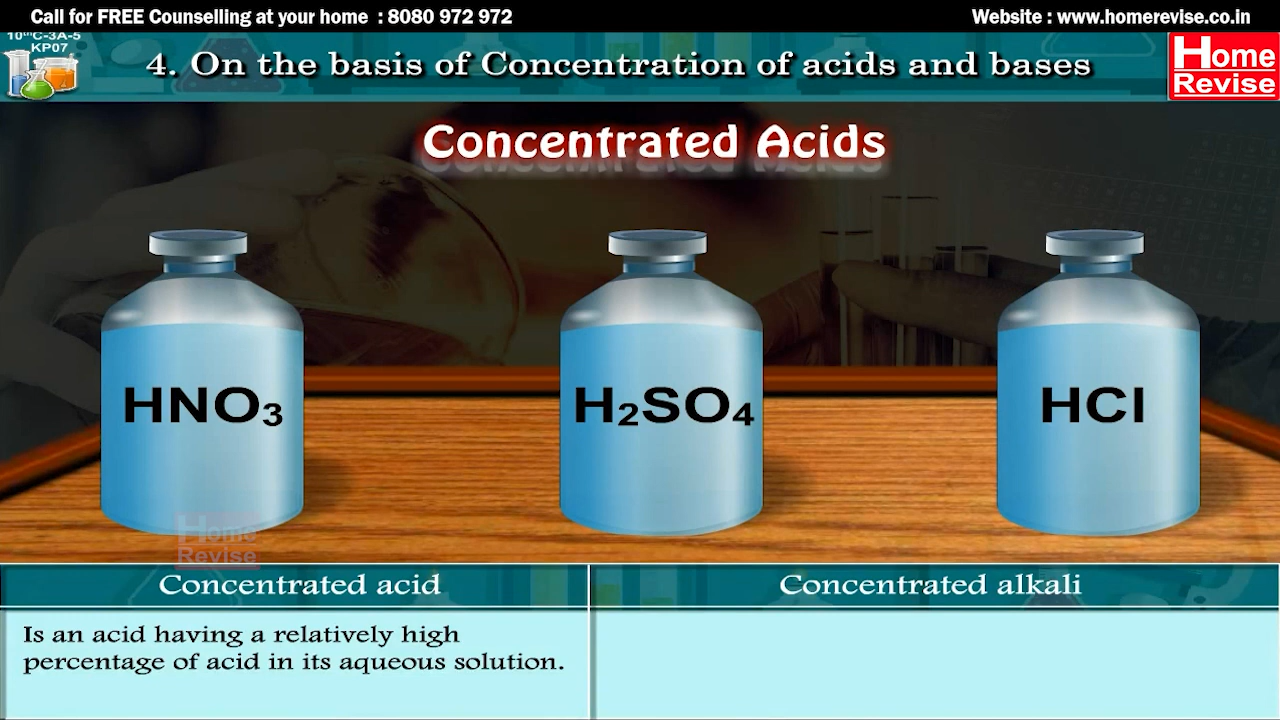 Call for FREE Counselling at your home : 8080 972 972
Website : www.homerevise.co.in
10thC-3A-5
KP07
4. On the basis of Concentration of acids and bases
Home
Revise
Concentrated Acids
HNO₃
H₂SO₄
HCl
Home
Revise
Concentrated acid
Concentrated alkali
Is an acid having a relatively high
percentage of acid in its aqueous solution.